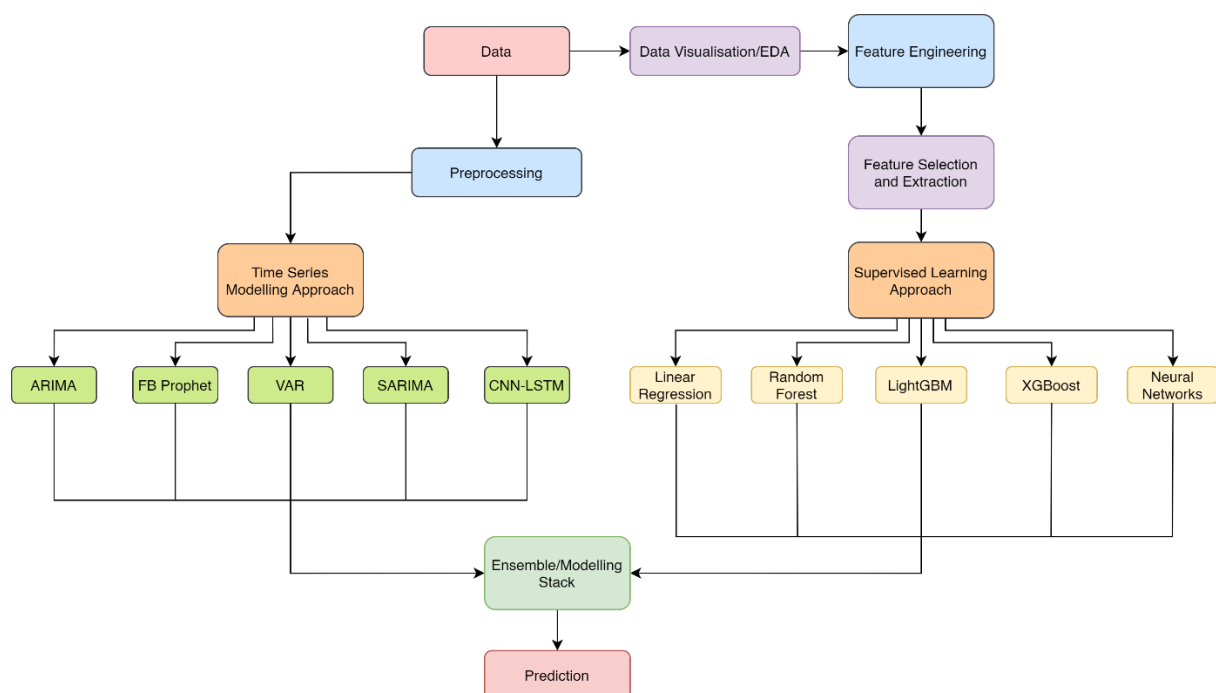 Data
Data Visualisation/EDA
Feature Engineering
Preprocessing
Feature Selection
and Extraction
Time Series
Modelling Approach
Supervised Learning
Approach
ARIMA
FB Prophet
VAR
SARIMA
CNN-LSTM
Linear
Regression
Random
Forest
LightGBM
XGBoost
Neural
Networks
Ensemble/Modelling
Stack
Prediction